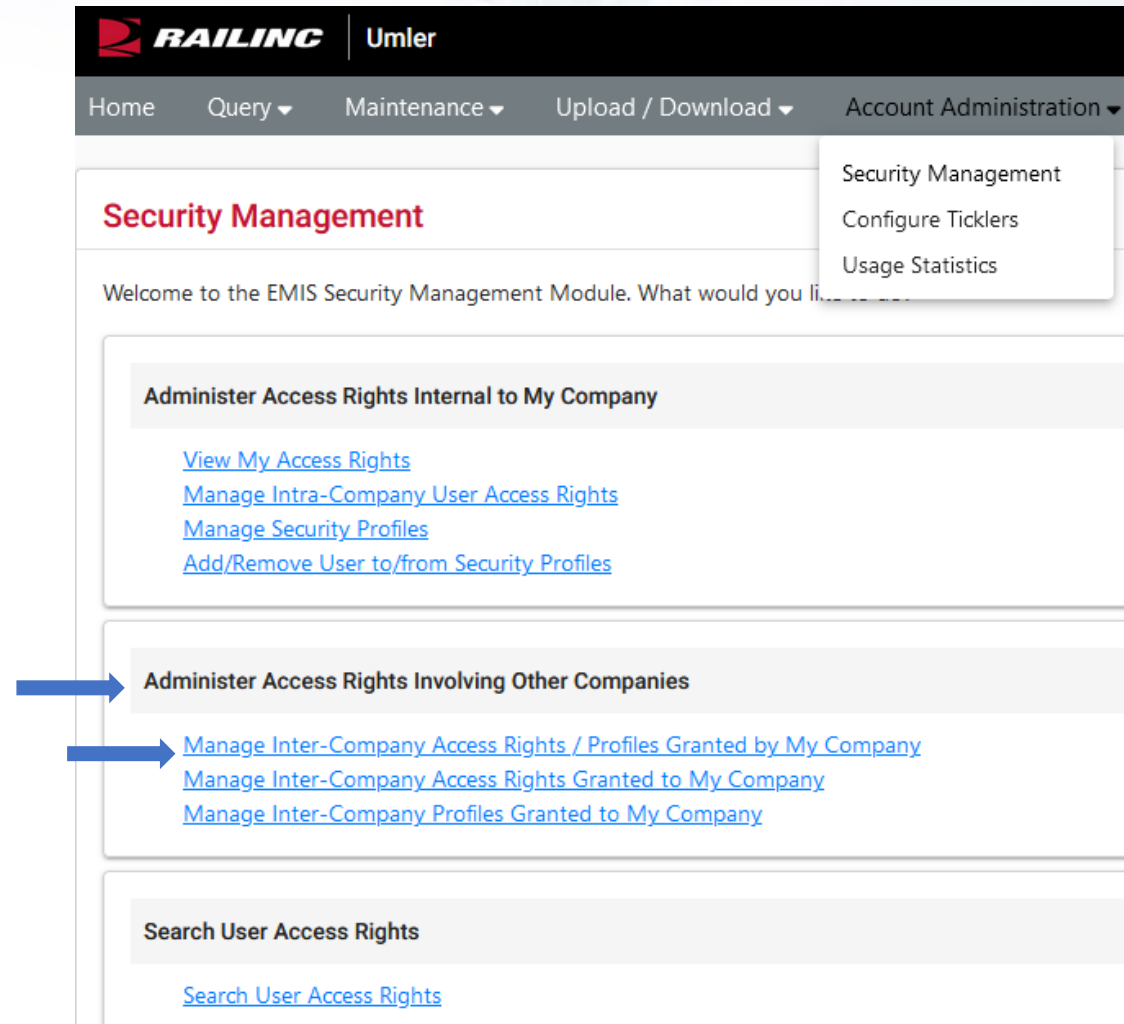 RAILINC Umler
Home Query Maintenance Upload / Download Account Administration
Security Management
Configure Ticklers
Usage Statistics
Security Management
Welcome to the EMIS Security Management Module. What would you
Administer Access Rights Internal to My Company
View My Access Rights
Manage Intra-Company User Access Rights
Manage Security Profiles
Add/Remove User to/from Security Profiles
Administer Access Rights Involving Other Companies
Manage Inter-Company Access Rights / Profiles Granted by My Company
Manage Inter-Company Access Rights Granted to My Company
Manage Inter-Company Profiles Granted to My Company
Search User Access Rights
Search User Access Rights